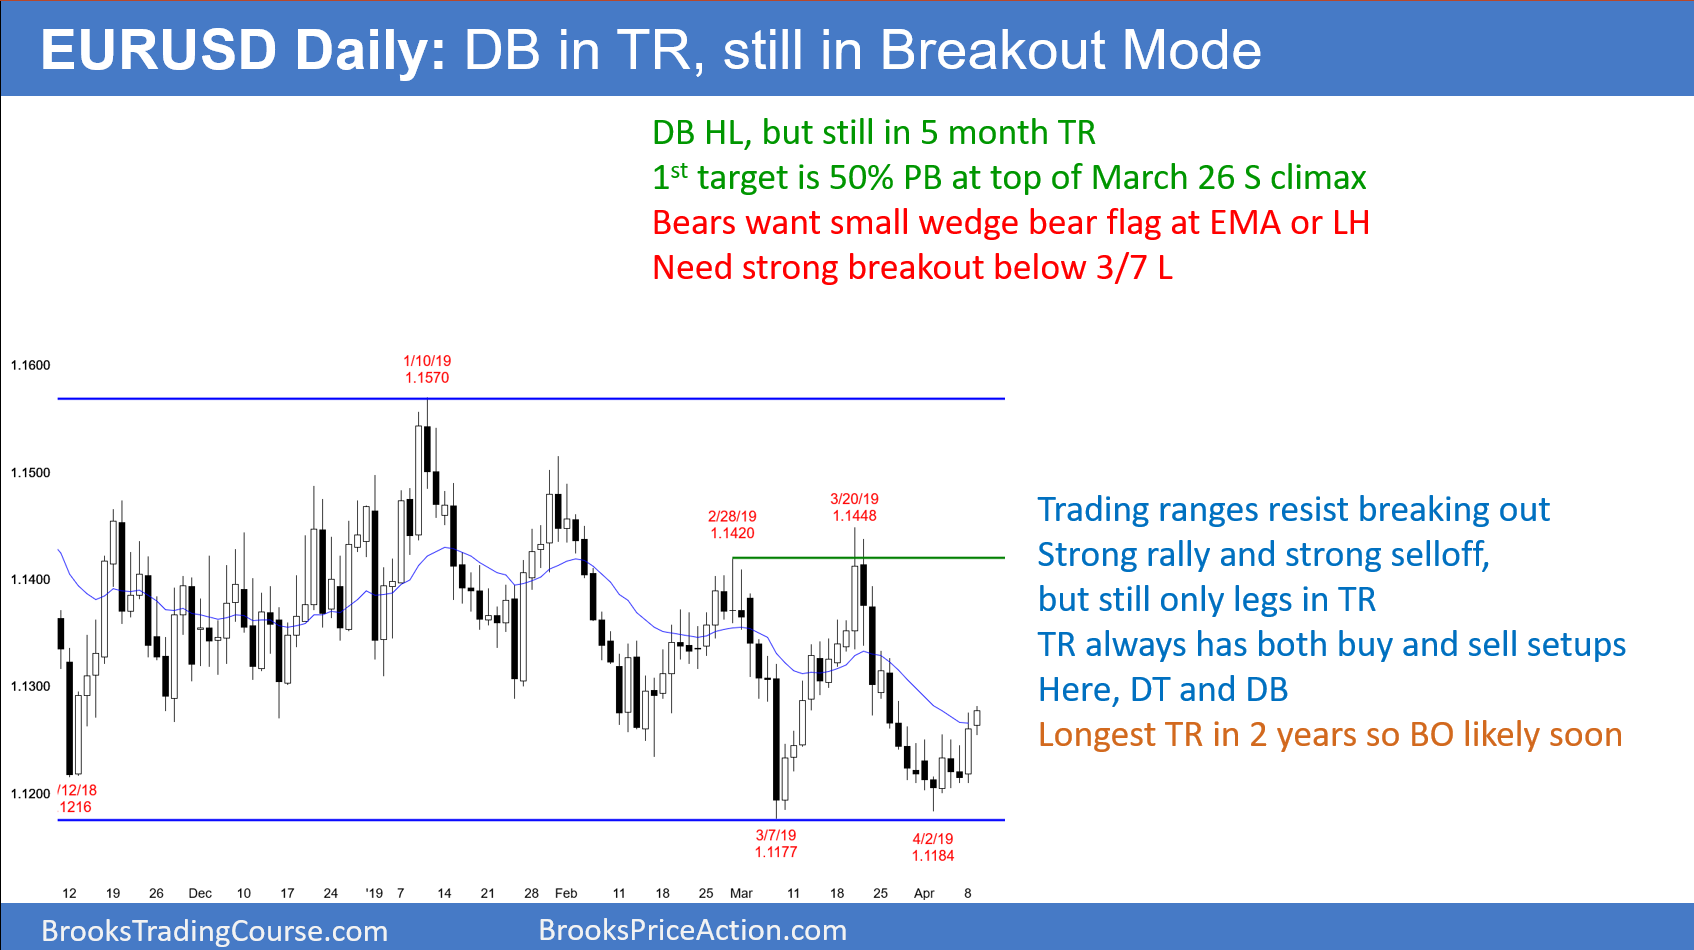 EURUSD Daily: DB in TR, still in Breakout Mode
DB HL, but still in 5 month TR
1st target is 50% PB at top of March 26 S climax
Bears want small wedge bear flag at EMA or LH
Need strong breakout below 3/7 L
1.1600
1/10/19
1.1570
1.1500
2/28/19
1.1420
3/20/19
1.1448
Trading ranges resist breaking out
Strong rally and strong selloff,
but still only legs in TR
TR always has both buy and sell setups
Here, DT and DB
Longest TR in 2 years so BO likely soon
1.1400
1.1300
1.1200
/12/18
1216
3/7/19
1.1177
4/2/19
1.1184
12 19 26 Dec 10 17 24 '19 7 14 21 28 Feb 11 18 25 Mar 11 18 25 Apr 8
BrooksTradingCourse.com BrooksPriceAction.com